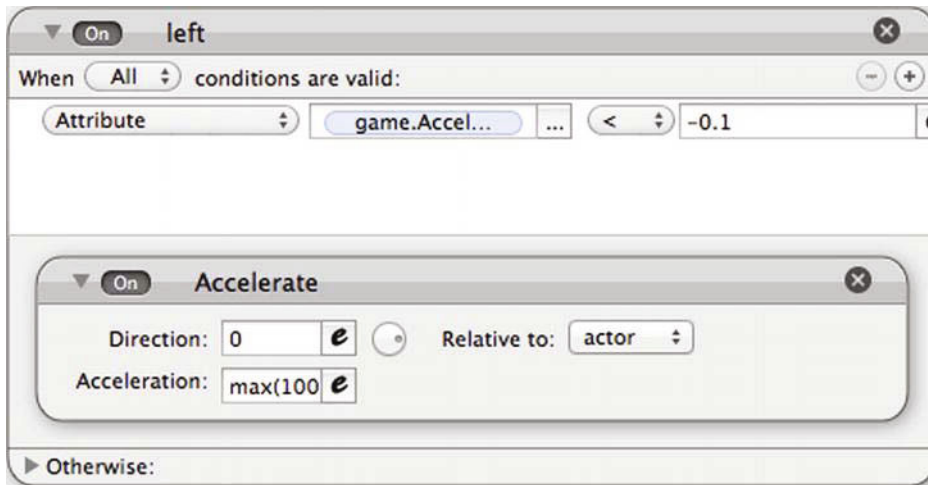 On left
When All conditions are valid:
Attribute game.Accel... ... < -0.1
On Accelerate
Direction: 0 e Relative to: actor
Acceleration: max(100 e
Otherwise: